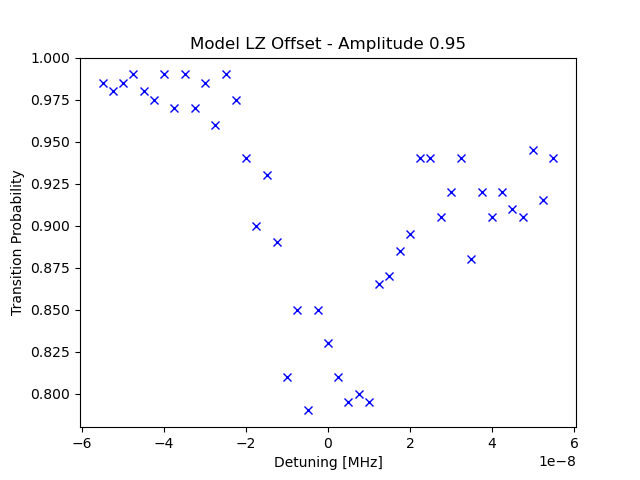 Model LZ Offset - Amplitude 0.95
Transition Probability
1.000
0.975
0.950
0.925
0.900
0.875
0.850
0.825
0.800
−6 −4 −2 0 2 4 6
1e−8
Detuning [MHz]